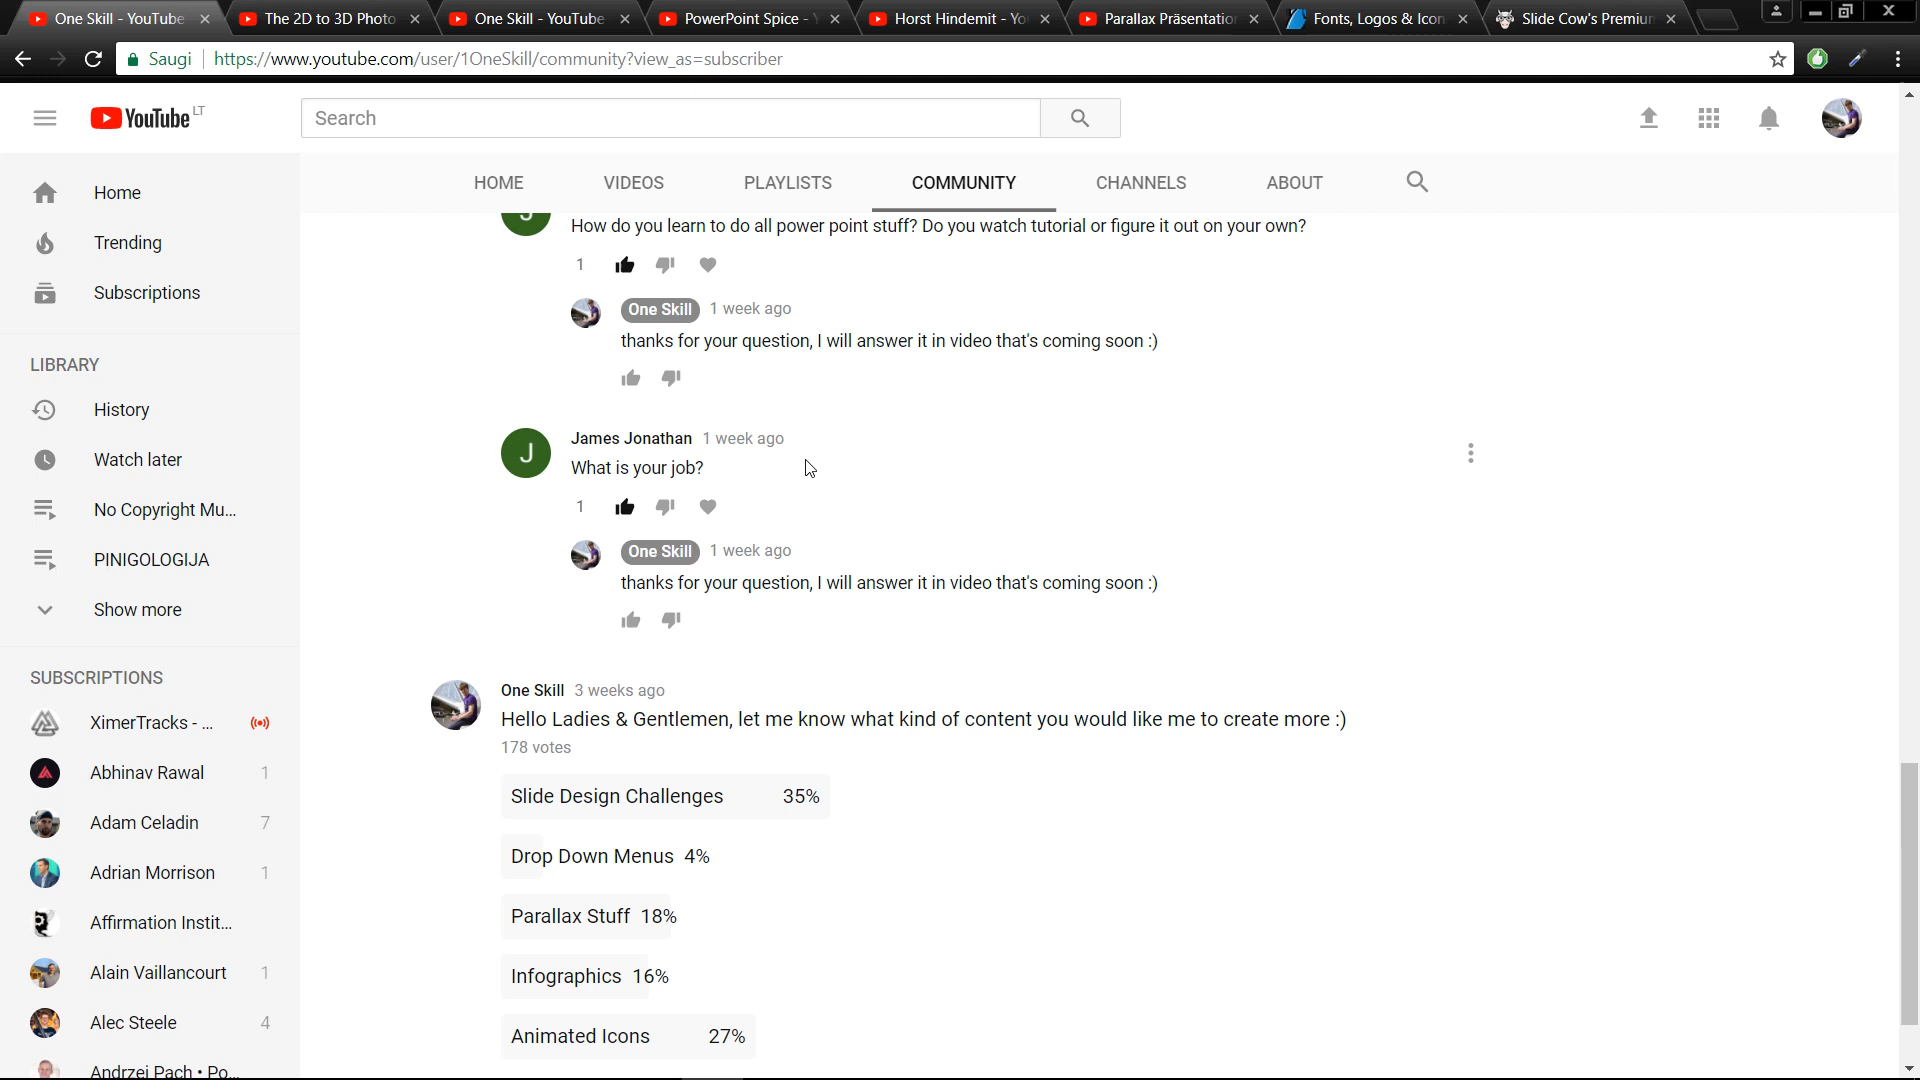 One Skill - YouTube
The 2D to 3D Photo
One Skill - YouTube
PowerPoint Spice -
Horst Hindemit - Yo
Parallax Präsentation
Fonts, Logos & Icon
Slide Cow's Premium
Saugi
https://www.youtube.com/user/1OneSkill/community?view_as=subscriber
YouTube LT
Search
HOME
VIDEOS
PLAYLISTS
COMMUNITY
CHANNELS
ABOUT
Home
Trending
Subscriptions
LIBRARY
History
Watch later
No Copyright Mu...
PINIGOLOGIJA
Show more
SUBSCRIPTIONS
XimerTracks - ...
Abhinav Rawal 1
Adam Celadin 7
Adrian Morrison 1
Affirmation Instit...
Alain Vaillancourt 1
Alec Steele 4
Andrzej Pach • Po...
J
How do you learn to do all power point stuff? Do you watch tutorial or figure it out on your own?
1
One Skill 1 week ago
thanks for your question, I will answer it in video that's coming soon :)
J
James Jonathan 1 week ago
What is your job?
1
One Skill 1 week ago
thanks for your question, I will answer it in video that's coming soon :)
One Skill 3 weeks ago
Hello Ladies & Gentlemen, let me know what kind of content you would like me to create more :)
178 votes
Slide Design Challenges 35%
Drop Down Menus 4%
Parallax Stuff 18%
Infographics 16%
Animated Icons 27%